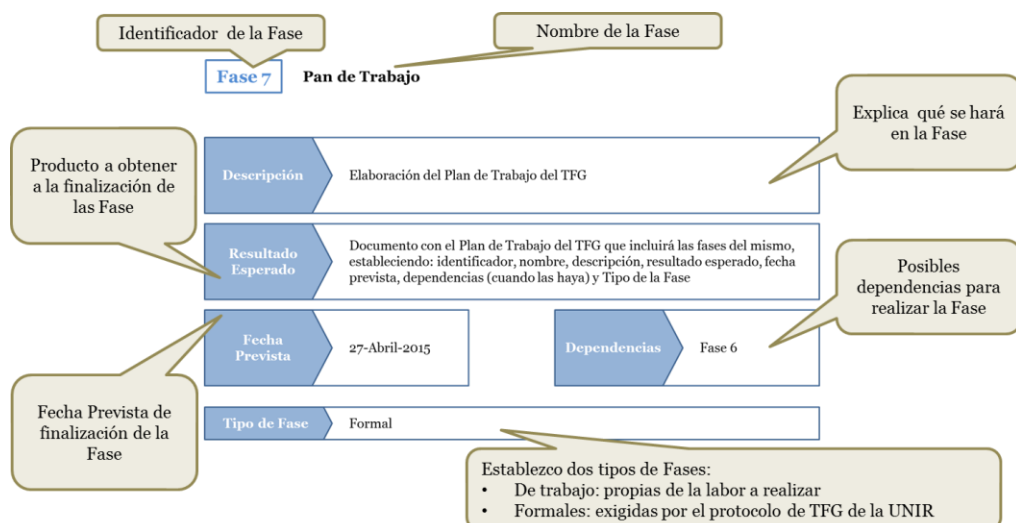 Identificador de la Fase
Nombre de la Fase
Fase 7
Pan de Trabajo
Explica qué se hará
en la Fase
Producto a obtener
a la finalización de
las Fase
Descripción
Elaboración del Plan de Trabajo del TFG
Resultado
Esperado
Documento con el Plan de Trabajo del TFG que incluirá las fases del mismo,
estableciendo: identificador, nombre, descripción, resultado esperado, fecha
prevista, dependencias (cuando las haya) y Tipo de la Fase
Posibles
dependencias para
realizar la Fase
Fecha
Prevista
27-Abril-2015
Dependencias
Fase 6
Fecha Prevista de
finalización de la
Fase
Tipo de Fase
Formal
Establezco dos tipos de Fases:
• De trabajo: propias de la labor a realizar
• Formales: exigidas por el protocolo de TFG de la UNIR